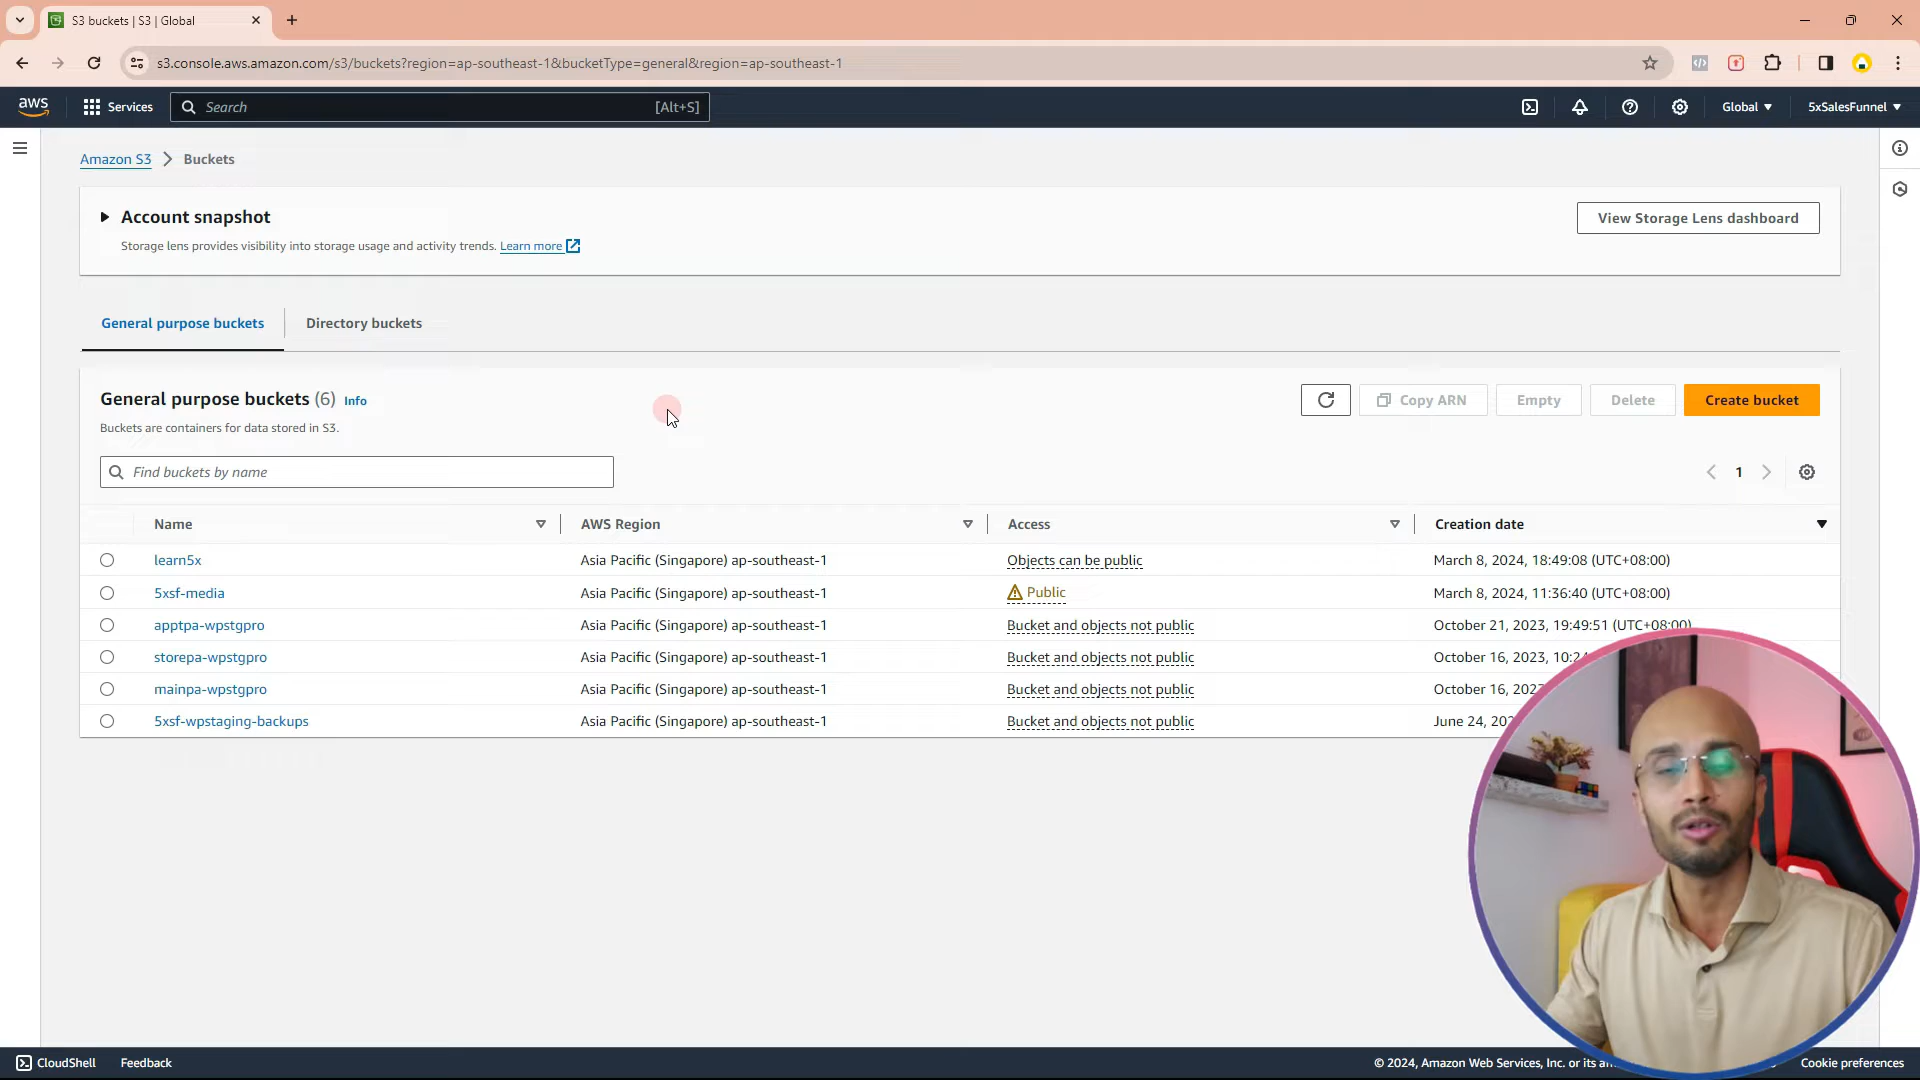 S3 buckets | S3 | Global
s3.console.aws.amazon.com/s3/buckets?region=ap-southeast-1&bucketType=general&region=ap-southeast-1
aws Services Search [Alt+S] Global 5xSalesFunnel
Amazon S3 Buckets
Account snapshot View Storage Lens dashboard
Storage lens provides visibility into storage usage and activity trends. Learn more
General purpose buckets Directory buckets
General purpose buckets (6) Info Copy ARN Empty Delete Create bucket
Buckets are containers for data stored in S3.
Find buckets by name 1
Name AWS Region Access Creation date
learn5x Asia Pacific (Singapore) ap-southeast-1 Objects can be public March 8, 2024, 18:49:08 (UTC+08:00)
5xsf-media Asia Pacific (Singapore) ap-southeast-1 Public March 8, 2024, 11:36:40 (UTC+08:00)
apptpa-wpstgpro Asia Pacific (Singapore) ap-southeast-1 Bucket and objects not public October 21, 2023, 19:49:51 (UTC+08:00)
storepa-wpstgpro Asia Pacific (Singapore) ap-southeast-1 Bucket and objects not public October 16, 2023,
mainpa-wpstgpro Asia Pacific (Singapore) ap-southeast-1 Bucket and objects not public October 16,
5xsf-wpstaging-backups Asia Pacific (Singapore) ap-southeast-1 Bucket and objects not public June 24,
CloudShell Feedback © 2024, Amazon Web Services, Inc. or its Cookie preferences